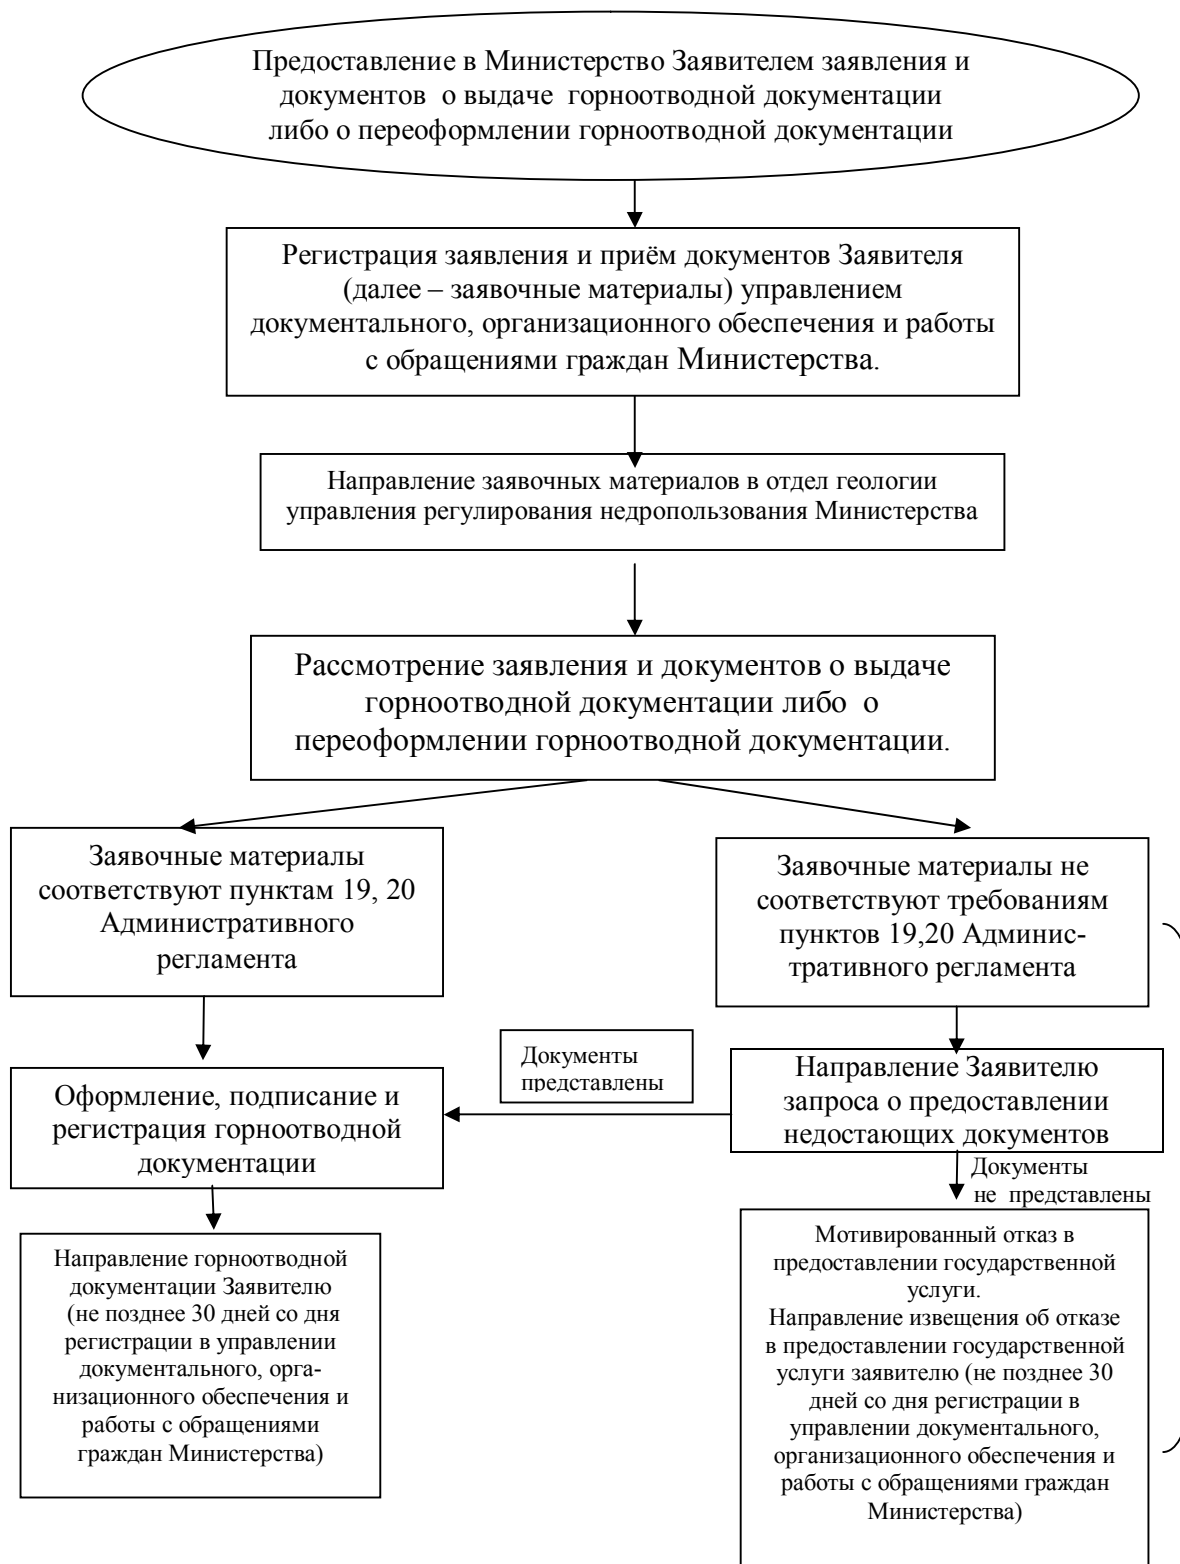 Предоставление в Министерство Заявителем заявления и
документов о выдаче горноотводной документации
либо о переоформлении горноотводной документации
Регистрация заявления и приём документов Заявителя
(далее – заявочные материалы) управлением
документального, организационного обеспечения и работы
с обращениями граждан Министерства.
Направление заявочных материалов в отдел геологии
управления регулирования недропользования Министерства
Рассмотрение заявления и документов о выдаче
горноотводной документации либо о
переоформлении горноотводной документации.
Заявочные материалы
соответствуют пунктам 19, 20
Административного
регламента
Заявочные материалы не
соответствуют требованиям
пунктов 19,20 Админис-
тративного регламента
Документы
представлены
Направление Заявителю
запроса о предоставлении
недостающих документов
Оформление, подписание и
регистрация горноотводной
документации
Документы
не представлены
Направление горноотводной
документации Заявителю
(не позднее 30 дней со дня
регистрации в управлении
документального, орга-
низационного обеспечения и
работы с обращениями
граждан Министерства)
Мотивированный отказ в
предоставлении государственной
услуги.
Направление извещения об отказе
в предоставлении государственной
услуги заявителю (не позднее 30
дней со дня регистрации в
управлении документального,
организационного обеспечения и
работы с обращениями граждан
Министерства)